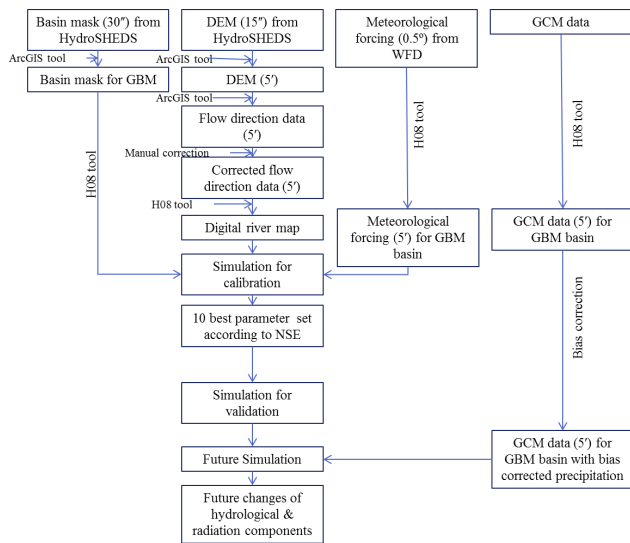 Basin mask (30″) from
HydroSHEDS
DEM (15″) from
HydroSHEDS
Meteorological
forcing (0.5°) from
WFD
GCM data
ArcGIS tool
ArcGIS tool
Basin mask for GBM
DEM (5′)
ArcGIS tool
Flow direction data
(5′)
Manual correction
Corrected flow
direction data (5′)
H08 tool
H08 tool
H08 tool
H08 tool
Digital river map
Meteorological
forcing (5′) for GBM
basin
GCM data (5′) for
GBM basin
Simulation for
calibration
10 best parameter set
according to NSE
Bias correction
Simulation for
validation
Future Simulation
GCM data (5′) for
GBM basin with bias
corrected precipitation
Future changes of
hydrological &
radiation components